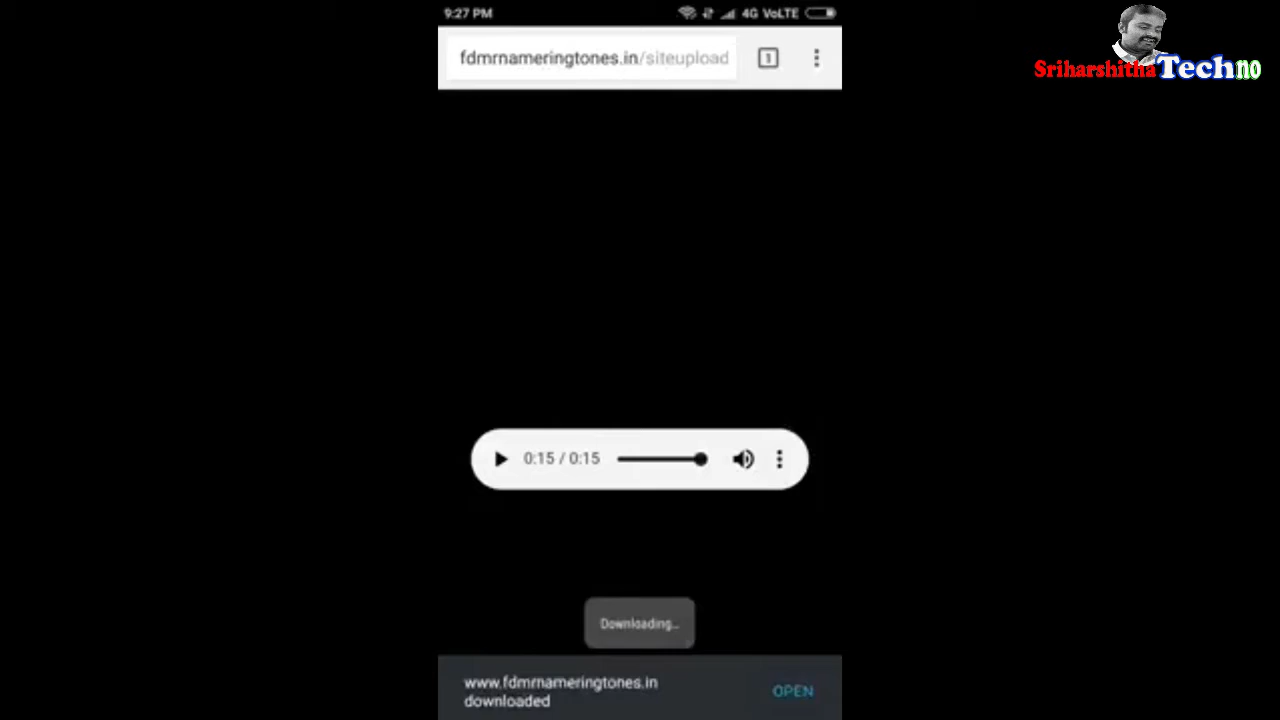 9:27 PM 4G VoLTE
SriharshithaTechno
fdmrnameringtones.in/siteupload 1
0:15 / 0:15
Downloading...
www.fdmrnameringtones.in
downloaded
OPEN